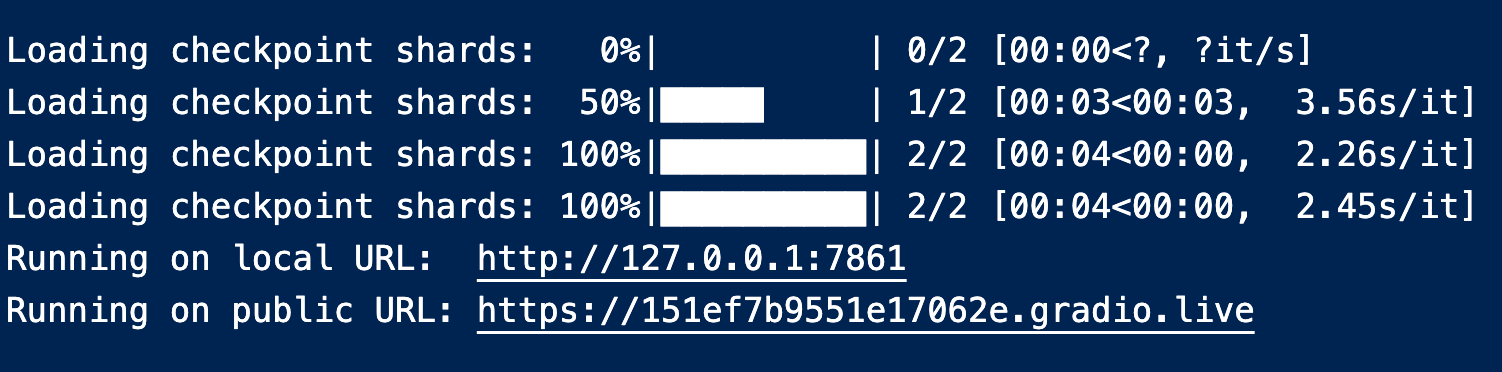 Loading checkpoint shards:   0%|          | 0/2 [00:00<?, ?it/s]
Loading checkpoint shards:  50%|█████     | 1/2 [00:03<00:03,  3.56s/it]
Loading checkpoint shards: 100%|██████████| 2/2 [00:04<00:00,  2.26s/it]
Loading checkpoint shards: 100%|██████████| 2/2 [00:04<00:00,  2.45s/it]
Running on local URL:  http://127.0.0.1:7861
Running on public URL: https://151ef7b9551e17062e.gradio.live